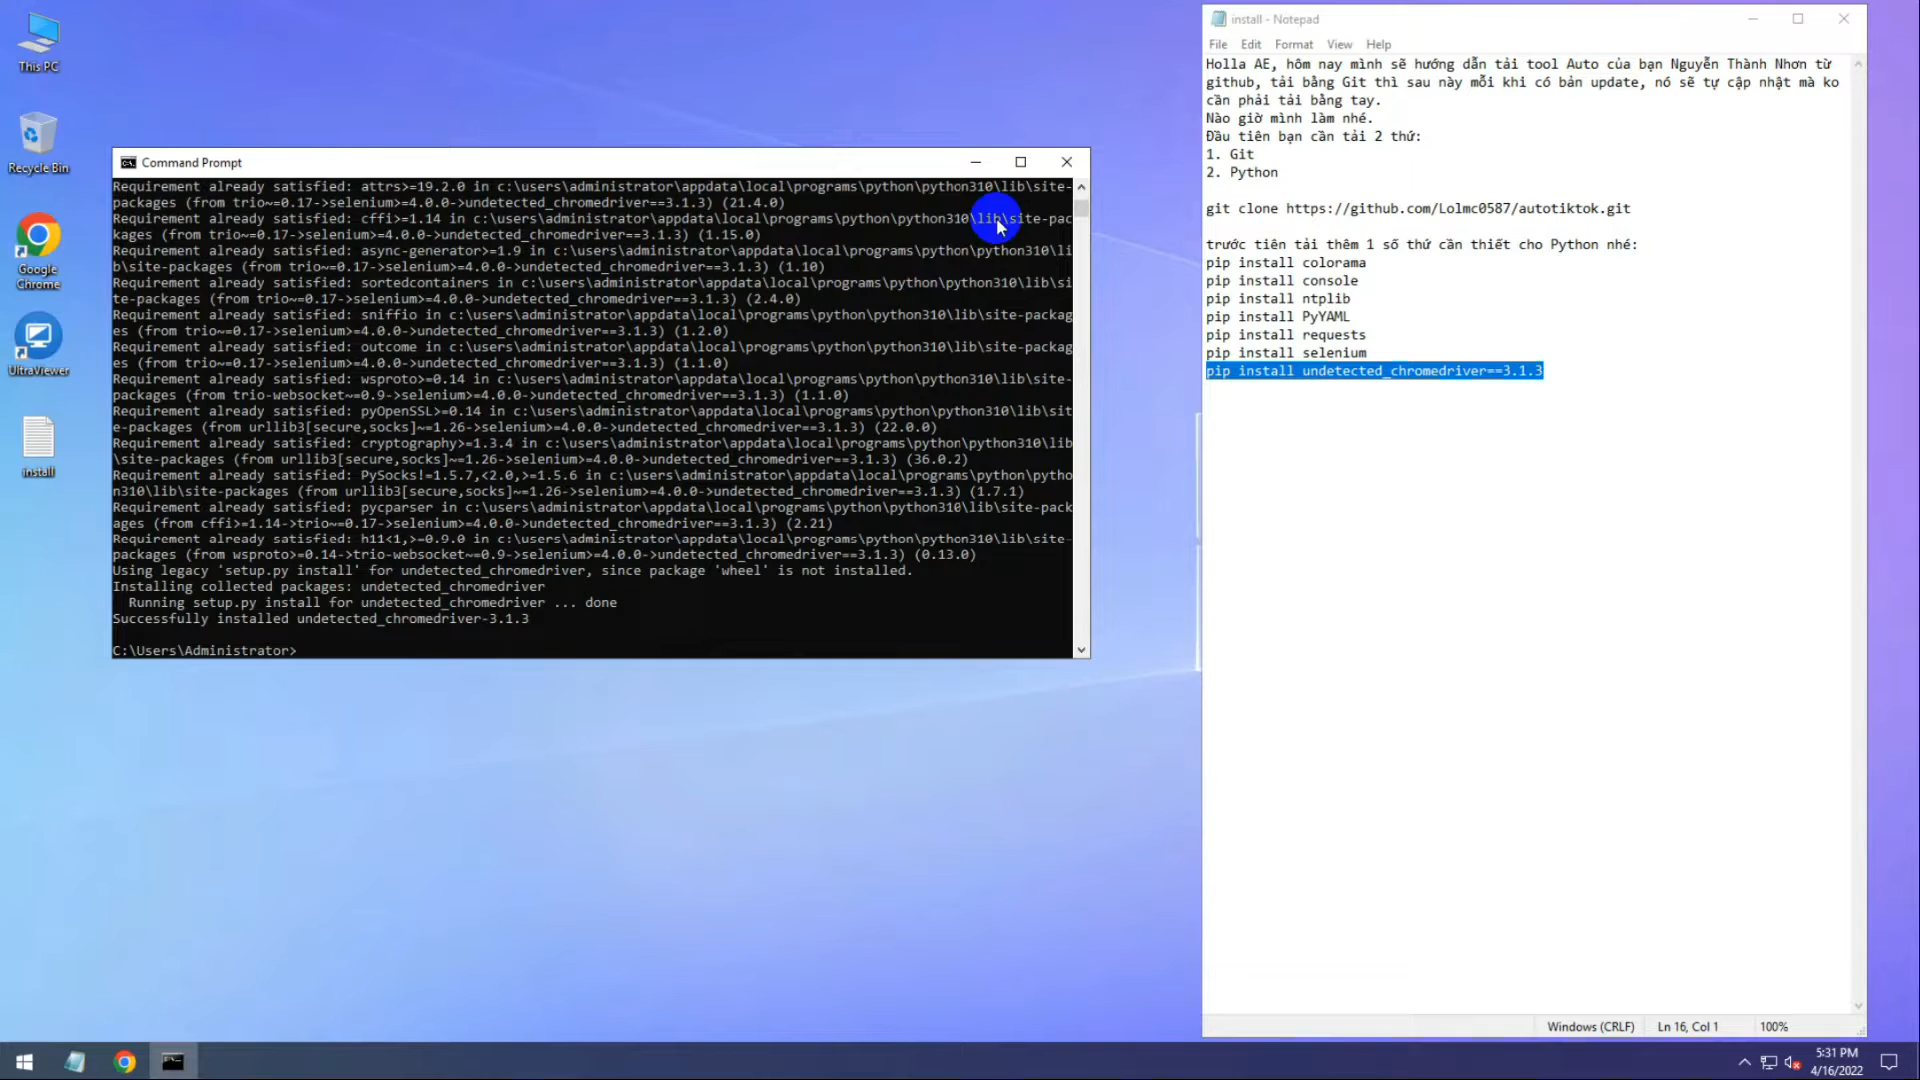 This PC
Recycle Bin
Google
Chrome
UltraViewer
install
Command Prompt
Requirement already satisfied: attrs>=19.2.0 in c:\users\administrator\appdata\local\programs\python\python310\lib\site-
packages (from trio~=0.17->selenium>=4.0.0->undetected_chromedriver==3.1.3) (21.4.0)
Requirement already satisfied: cffi>=1.14 in c:\users\administrator\appdata\local\programs\python\python310\lib\site-pac
kages (from trio~=0.17->selenium>=4.0.0->undetected_chromedriver==3.1.3) (1.15.0)
Requirement already satisfied: async-generator>=1.9 in c:\users\administrator\appdata\local\programs\python\python310\li
b\site-packages (from trio~=0.17->selenium>=4.0.0->undetected_chromedriver==3.1.3) (1.10)
Requirement already satisfied: sortedcontainers in c:\users\administrator\appdata\local\programs\python\python310\lib\si
te-packages (from trio~=0.17->selenium>=4.0.0->undetected_chromedriver==3.1.3) (2.4.0)
Requirement already satisfied: sniffio in c:\users\administrator\appdata\local\programs\python\python310\lib\site-packag
es (from trio~=0.17->selenium>=4.0.0->undetected_chromedriver==3.1.3) (1.2.0)
Requirement already satisfied: outcome in c:\users\administrator\appdata\local\programs\python\python310\lib\site-packag
es (from trio~=0.17->selenium>=4.0.0->undetected_chromedriver==3.1.3) (1.1.0)
Requirement already satisfied: wsproto>=0.14 in c:\users\administrator\appdata\local\programs\python\python310\lib\site-
packages (from trio-websocket~=0.9->selenium>=4.0.0->undetected_chromedriver==3.1.3) (1.1.0)
Requirement already satisfied: pyOpenSSL>=0.14 in c:\users\administrator\appdata\local\programs\python\python310\lib\sit
e-packages (from urllib3[secure,socks]~=1.26->selenium>=4.0.0->undetected_chromedriver==3.1.3) (22.0.0)
Requirement already satisfied: cryptography>=1.3.4 in c:\users\administrator\appdata\local\programs\python\python310\lib
\site-packages (from urllib3[secure,socks]~=1.26->selenium>=4.0.0->undetected_chromedriver==3.1.3) (36.0.2)
Requirement already satisfied: PySocks!=1.5.7,<2.0,>=1.5.6 in c:\users\administrator\appdata\local\programs\python\pytho
n310\lib\site-packages (from urllib3[secure,socks]~=1.26->selenium>=4.0.0->undetected_chromedriver==3.1.3) (1.7.1)
Requirement already satisfied: pycparser in c:\users\administrator\appdata\local\programs\python\python310\lib\site-pack
ages (from cffi>=1.14->trio~=0.17->selenium>=4.0.0->undetected_chromedriver==3.1.3) (2.21)
Requirement already satisfied: h11<1,>=0.9.0 in c:\users\administrator\appdata\local\programs\python\python310\lib\site-
packages (from wsproto>=0.14->trio-websocket~=0.9->selenium>=4.0.0->undetected_chromedriver==3.1.3) (0.13.0)
Using legacy 'setup.py install' for undetected_chromedriver, since package 'wheel' is not installed.
Installing collected packages: undetected_chromedriver
  Running setup.py install for undetected_chromedriver ... done
Successfully installed undetected_chromedriver-3.1.3
C:\Users\Administrator>
install - Notepad
File Edit Format View Help
Holla AE, hôm nay mình sẽ hướng dẫn tải tool Auto của bạn Nguyễn Thành Nhơn từ
github, tải bằng Git thì sau này mỗi khi có bản update, nó sẽ tự cập nhật mà ko
cần phải tải bằng tay.
Nào giờ mình làm nhé.
Đầu tiên bạn cần tải 2 thứ:
1. Git
2. Python
git clone https://github.com/Lolmc0587/autotiktok.git
trước tiên tải thêm 1 số thứ cần thiết cho Python nhé:
pip install colorama
pip install console
pip install ntplib
pip install PyYAML
pip install requests
pip install selenium
pip install undetected_chromedriver==3.1.3
Windows (CRLF) Ln 16, Col 1 100%
5:31 PM
4/16/2022